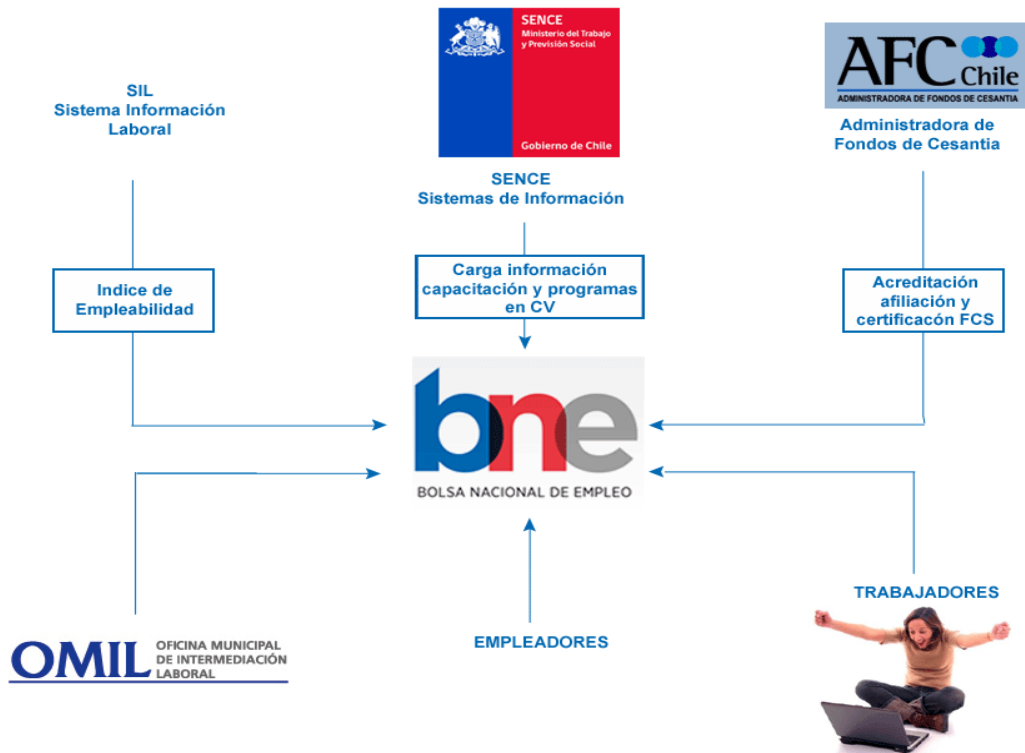 SENCE
Ministerio del Trabajo
y Previsión Social
Gobierno de Chile
AFC
Chile
ADMINISTRADORA DE FONDOS DE CESANTIA
SIL
Sistema Información
Laboral
SENCE
Sistemas de Información
Administradora de
Fondos de Cesantia
Indice de
Empleabilidad
Carga información
capacitación y programas
en CV
Acreditación
afiliación y
certificacón FCS
bne
BOLSA NACIONAL DE EMPLEO
OMIL
OFICINA MUNICIPAL
DE INTERMEDIACIÓN
LABORAL
EMPLEADORES
TRABAJADORES